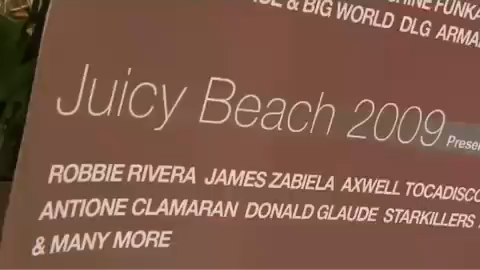 & BIG WORLD DLG
Juicy Beach 2009
ROBBIE RIVERA JAMES ZABIELA AXWELL TOCADISCO
ANTIONE CLAMARAN DONALD GLAUDE STARKILLERS
& MANY MORE